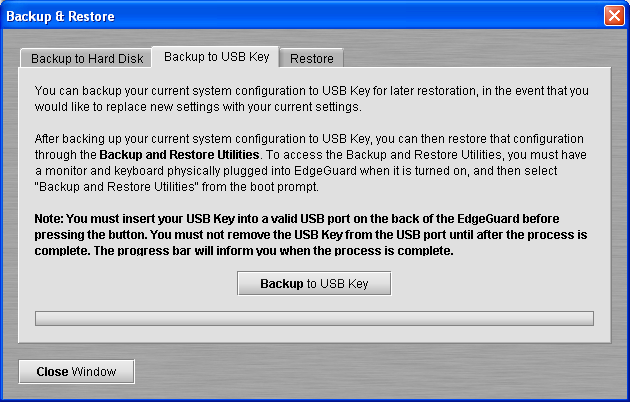 Backup & Restore
Backup to Hard Disk
Backup to USB Key
Restore
You can backup your current system configuration to USB Key for later restoration, in the event that you
would like to replace new settings with your current settings.
After backing up your current system configuration to USB Key, you can then restore that configuration
through the Backup and Restore Utilities. To access the Backup and Restore Utilities, you must have
a monitor and keyboard physically plugged into EdgeGuard when it is turned on, and then select
"Backup and Restore Utilities" from the boot prompt.
Note: You must insert your USB Key into a valid USB port on the back of the EdgeGuard before
pressing the button. You must not remove the USB Key from the USB port until after the process is
complete. The progress bar will inform you when the process is complete.
Backup to USB Key
Close Window